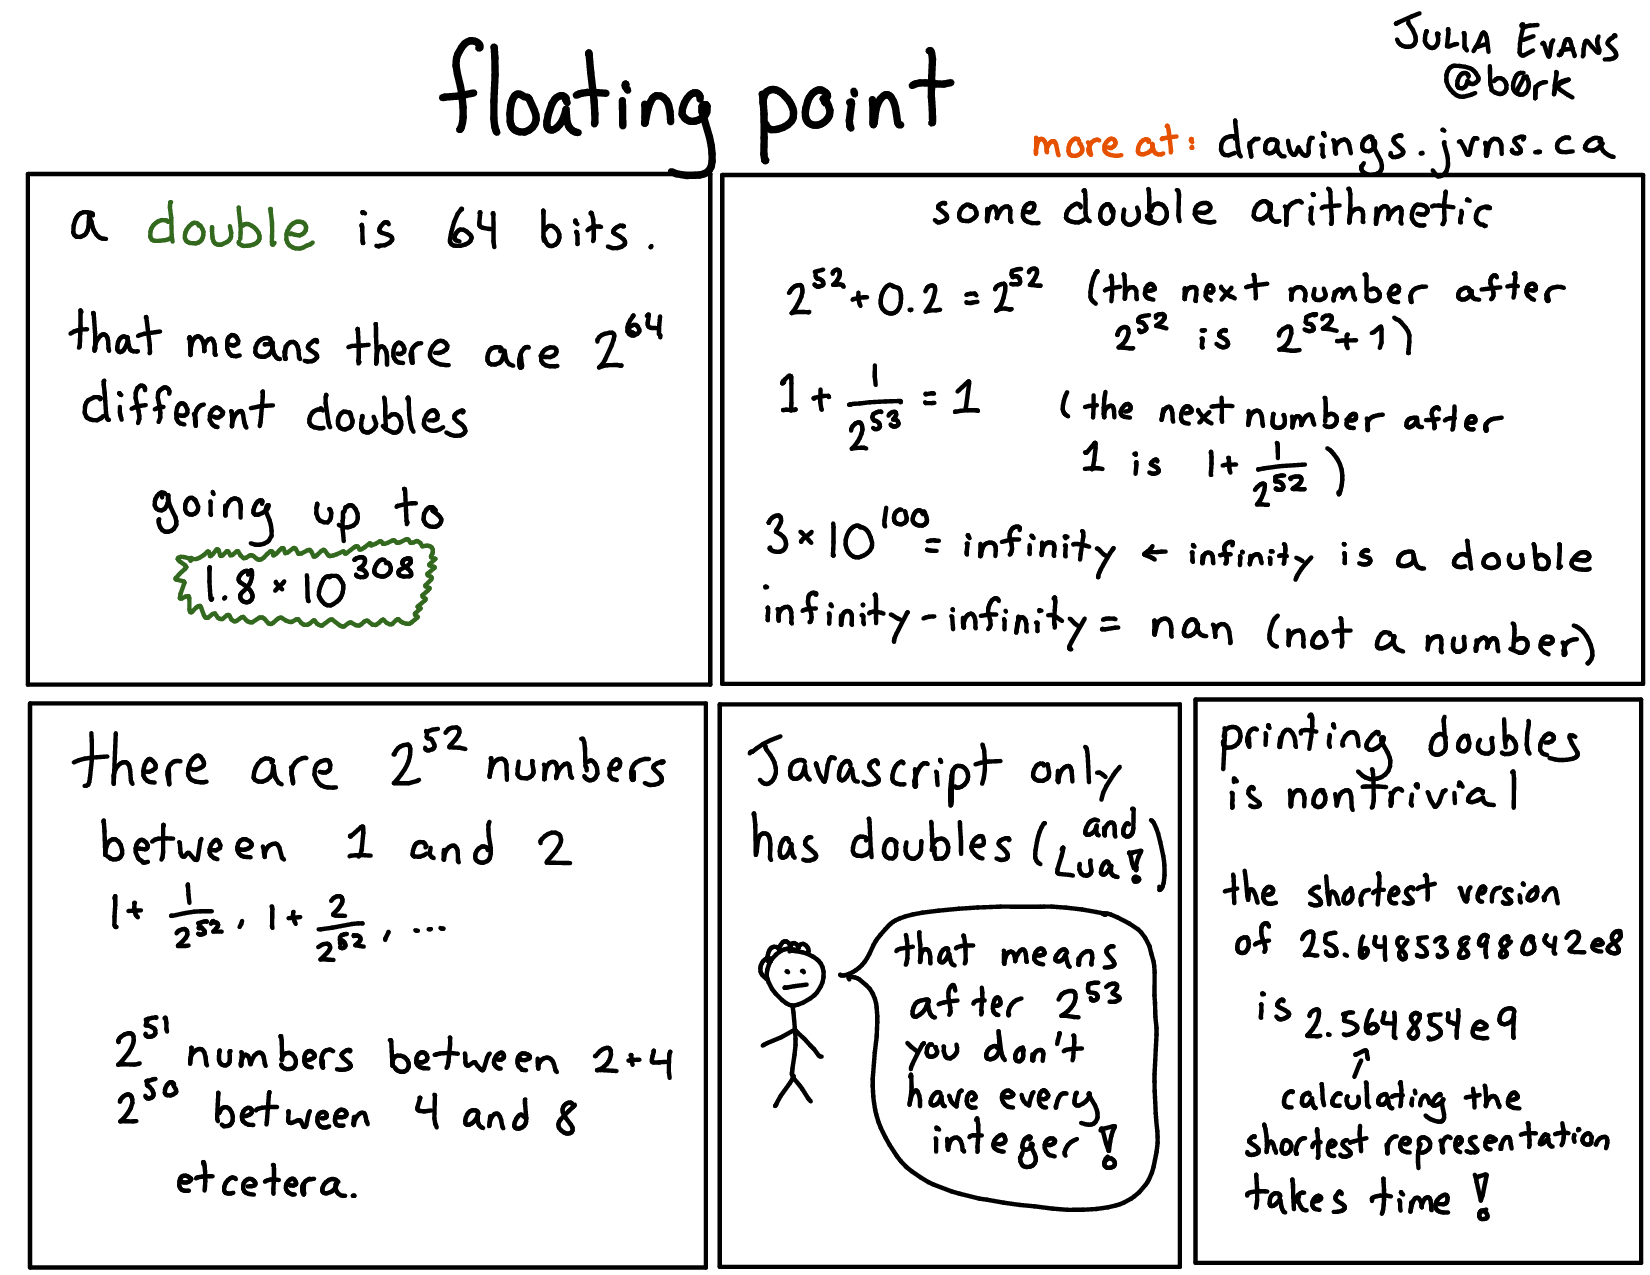 floating point
JULIA EVANS
@b0rk
more at: drawings.jvns.ca
a double is 64 bits.
that means there are 2^64
different doubles
going up to
1.8 × 10^308
some double arithmetic
2^52 + 0.2 = 2^52 (the next number after
2^52 is 2^52 + 1)
1 + 1/2^53 = 1 (the next number after
1 is 1 + 1/2^52)
3 × 10^100 = infinity ← infinity is a double
infinity - infinity = nan (not a number)
there are 2^52 numbers
between 1 and 2
1 + 1/2^52, 1 + 2/2^52, ...
2^51 numbers between 2 + 4
2^50 between 4 and 8
etcetera.
Javascript only
has doubles (and
Lua!)
that means
after 2^53
you don't
have every
integer!
printing doubles
is nontrivial
the shortest version
of 25.64853898042e8
is 2.564854e9
↑
calculating the
shortest representation
takes time!